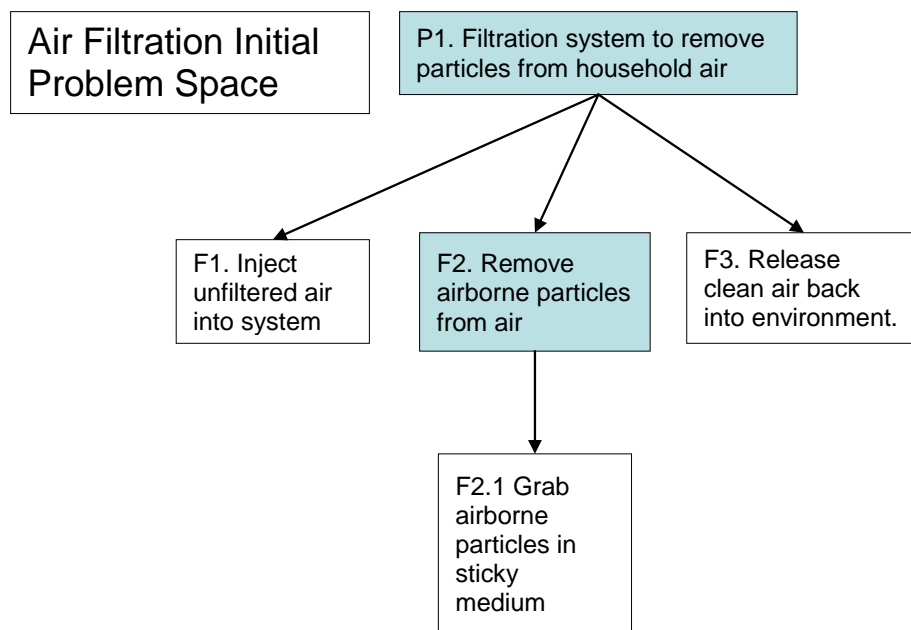 Air Filtration Initial
Problem Space
P1. Filtration system to remove
particles from household air
F1. Inject
unfiltered air
into system
F2. Remove
airborne particles
from air
F3. Release
clean air back
into environment.
F2.1 Grab
airborne
particles in
sticky
medium